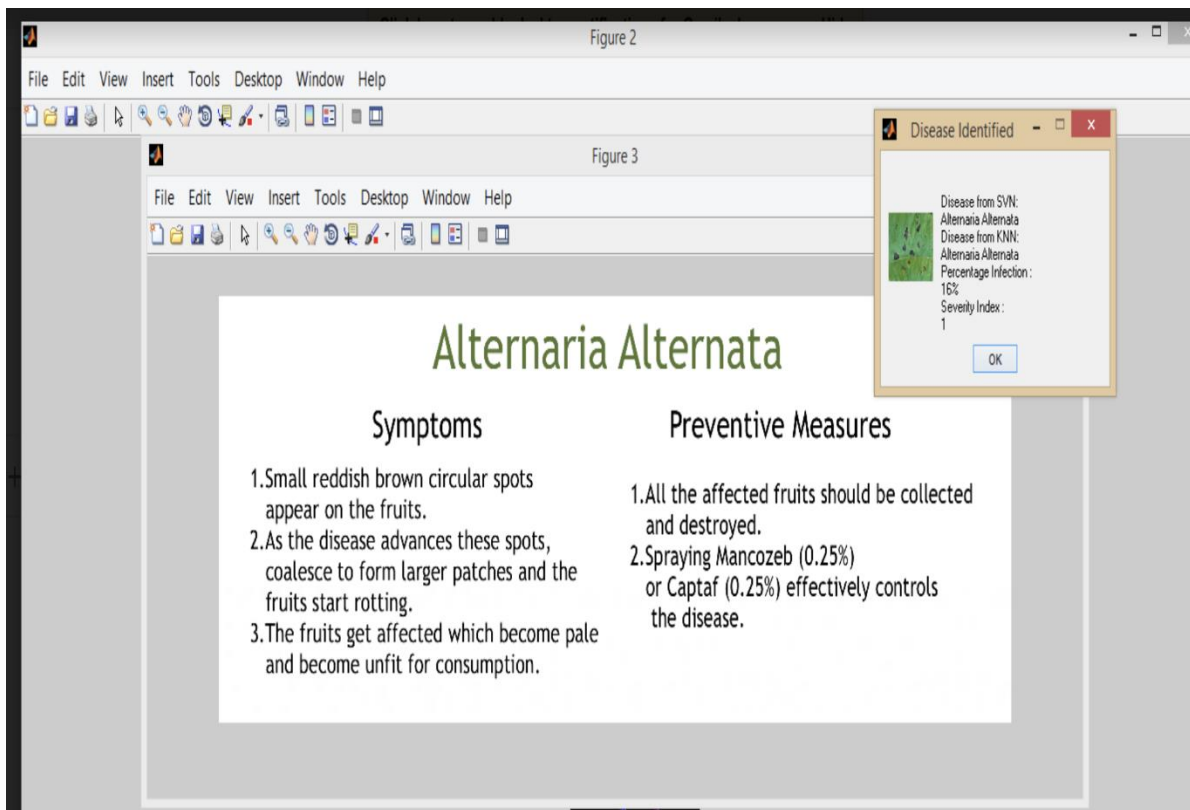 Figure 2
File Edit View Insert Tools Desktop Window Help
Figure 3
File Edit View Insert Tools Desktop Window Help
Disease Identified
Disease from SVN:
Alternaria Alternata
Disease from KNN:
Alternaria Alternata
Percentage Infection :
16%
Severity Index :
1
OK
Alternaria Alternata
Symptoms
1.Small reddish brown circular spots
appear on the fruits.
2.As the disease advances these spots,
coalesce to form larger patches and the
fruits start rotting.
3.The fruits get affected which become pale
and become unfit for consumption.
Preventive Measures
1.All the affected fruits should be collected
and destroyed.
2.Spraying Mancozeb (0.25%)
or Captaf (0.25%) effectively controls
the disease.